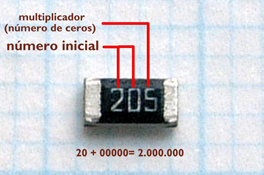 multiplicador
(número de ceros)
número inicial
205
20 + 00000= 2.000.000